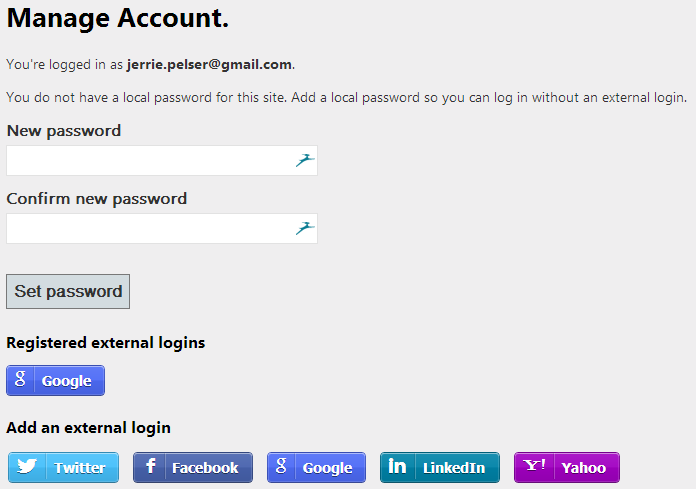 Manage Account.
You're logged in as jerrie.pelser@gmail.com.
You do not have a local password for this site. Add a local password so you can log in without an external login.
New password
Confirm new password
Set password
Registered external logins
g Google
Add an external login
Twitter f Facebook g Google in LinkedIn Y! Yahoo